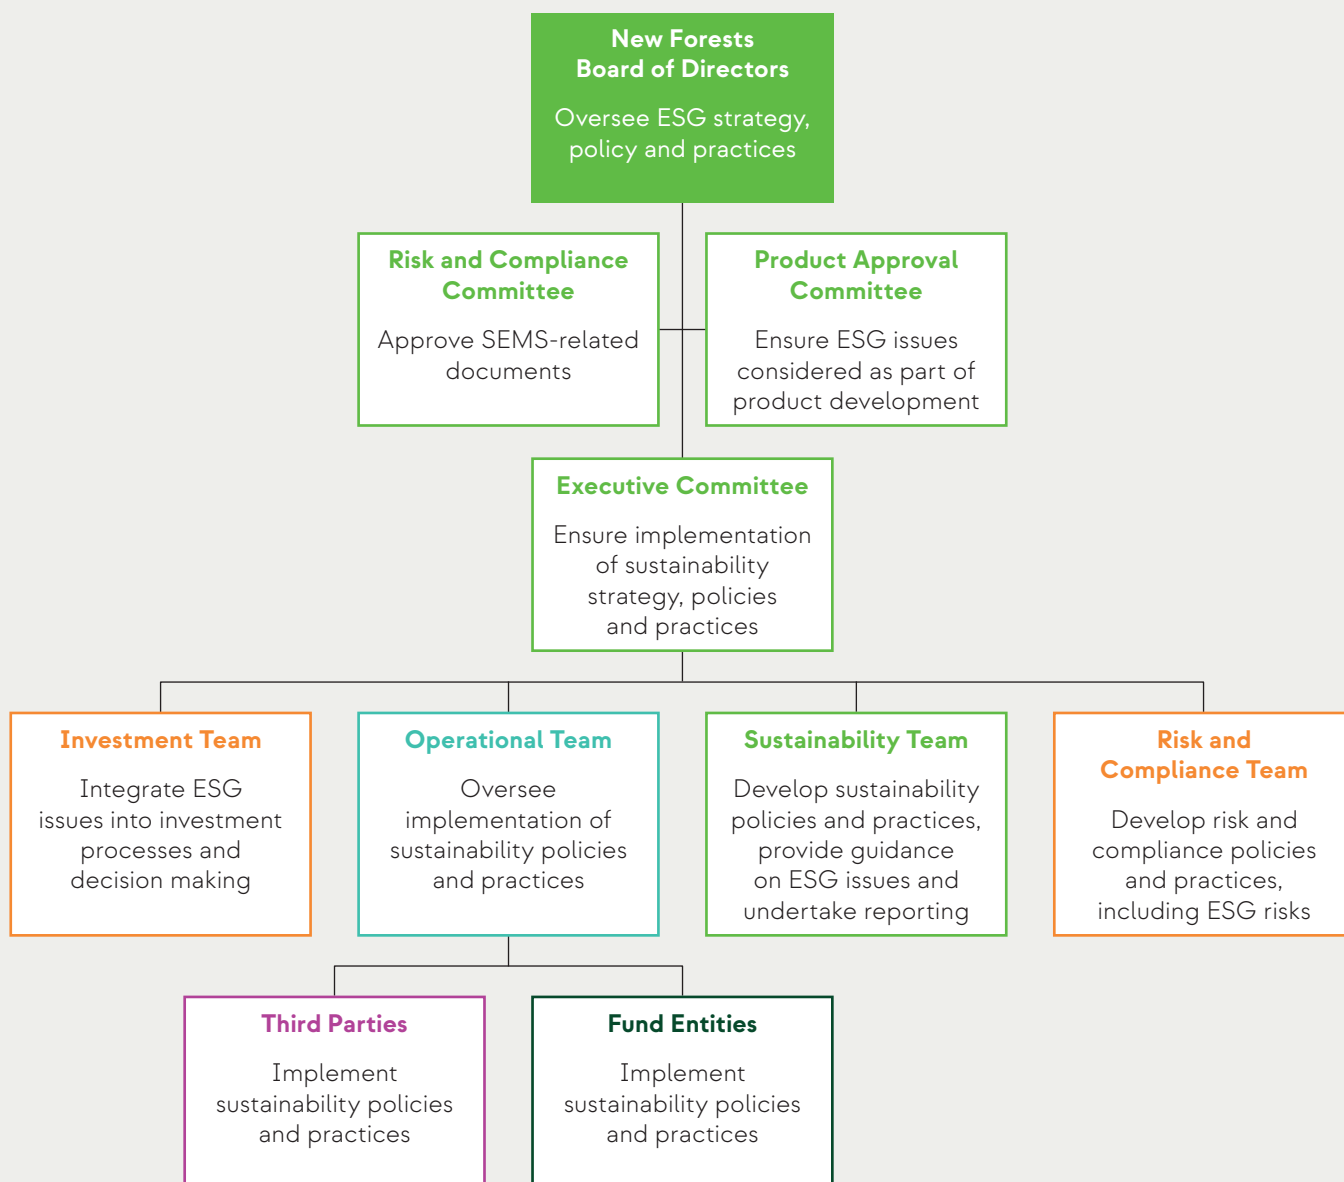 New Forests
Board of Directors
Oversee ESG strategy,
policy and practices
Risk and Compliance
Committee
Approve SEMS-related
documents
Product Approval
Committee
Ensure ESG issues
considered as part of
product development
Executive Committee
Ensure implementation
of sustainability
strategy, policies
and practices
Investment Team
Integrate ESG
issues into investment
processes and
decision making
Operational Team
Oversee
implementation of
sustainability policies
and practices
Sustainability Team
Develop sustainability
policies and practices,
provide guidance
on ESG issues and
undertake reporting
Risk and
Compliance Team
Develop risk and
compliance policies
and practices,
including ESG risks
Third Parties
Implement
sustainability policies
and practices
Fund Entities
Implement
sustainability policies
and practices